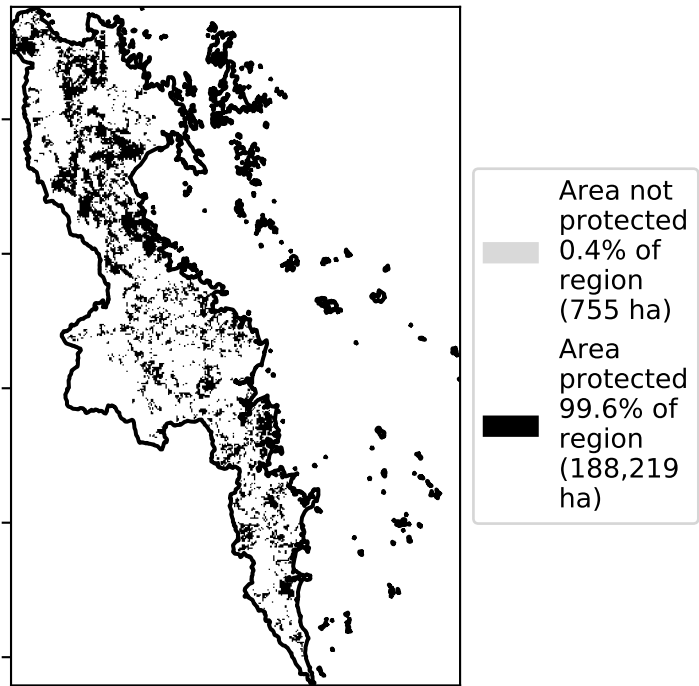 Area not
protected
0.4% of
region
(755 ha)
Area
protected
99.6% of
region
(188,219
ha)